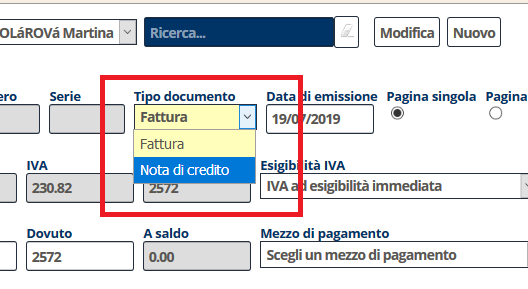 OLáROVá Martina Ricerca... Modifica Nuovo
ero Serie Tipo documento Data di emissione Pagina singola Pagina
Fattura 19/07/2019
Fattura
IVA Nota di credito Esigibilità IVA
230.82 2572 IVA ad esigibilità immediata
Dovuto A saldo Mezzo di pagamento
2572 0.00 Scegli un mezzo di pagamento